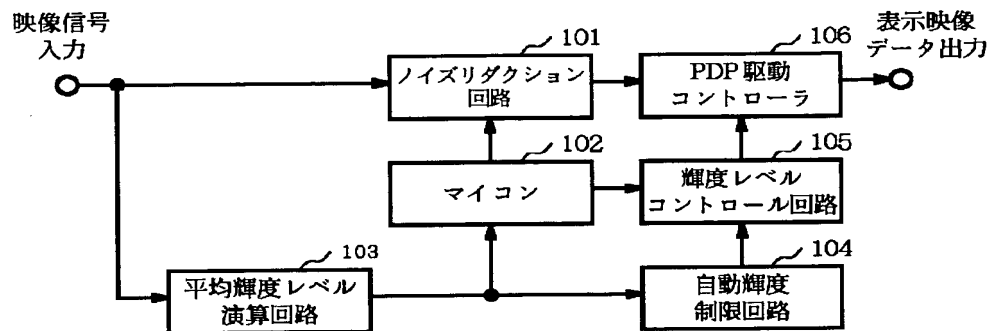 映像信号
入力
101
ノイズリダクション
回路
106
PDP駆動
コントローラ
表示映像
データ出力
102
マイコン
105
輝度レベル
コントロール回路
103
平均輝度レベル
演算回路
104
自動輝度
制限回路